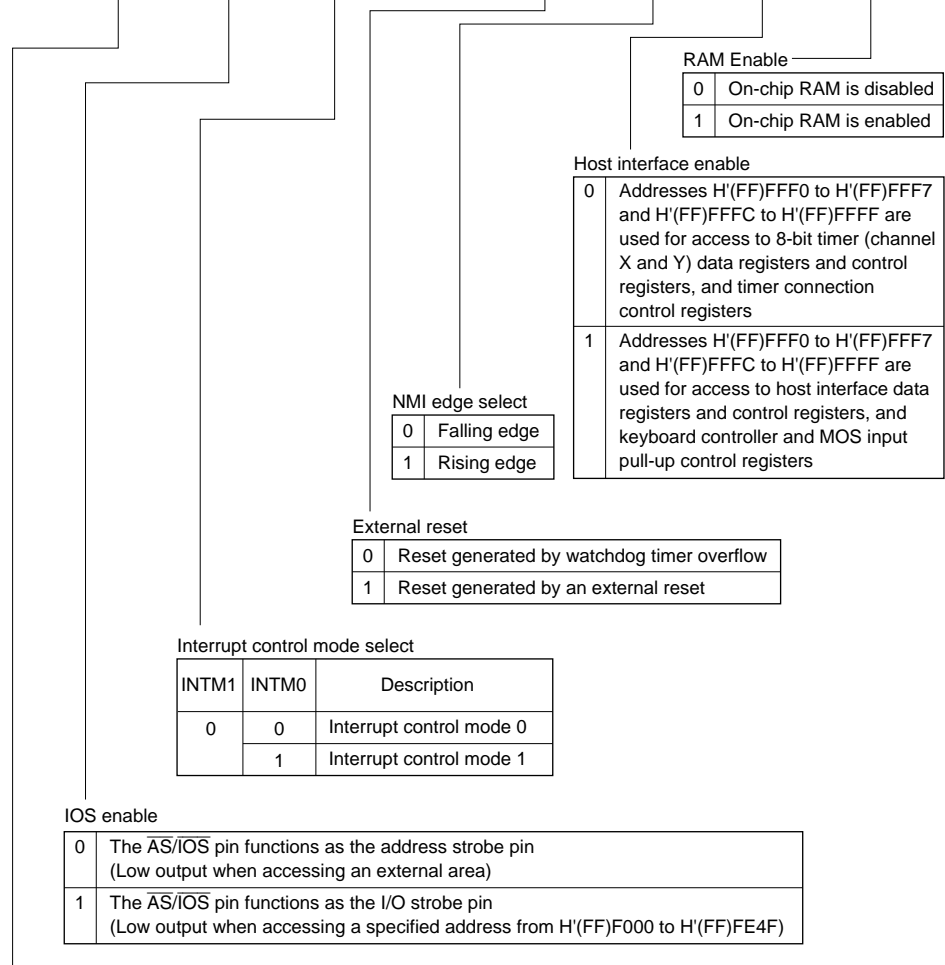 RAM Enable
0 On-chip RAM is disabled
1 On-chip RAM is enabled
Host interface enable
0 Addresses H'(FF)FFF0 to H'(FF)FFF7
and H'(FF)FFFC to H'(FF)FFFF are
used for access to 8-bit timer (channel
X and Y) data registers and control
registers, and timer connection
control registers
1 Addresses H'(FF)FFF0 to H'(FF)FFF7
and H'(FF)FFFC to H'(FF)FFFF are
used for access to host interface data
registers and control registers, and
keyboard controller and MOS input
pull-up control registers
NMI edge select
0 Falling edge
1 Rising edge
External reset
0 Reset generated by watchdog timer overflow
1 Reset generated by an external reset
Interrupt control mode select
INTM1 INTM0 Description
0 0 Interrupt control mode 0
1 Interrupt control mode 1
IOS enable
0 The A̅S̅/I̅O̅S̅ pin functions as the address strobe pin
(Low output when accessing an external area)
1 The A̅S̅/I̅O̅S̅ pin functions as the I/O strobe pin
(Low output when accessing a specified address from H'(FF)F000 to H'(FF)FE4F)